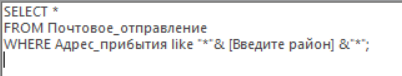 SELECT *
FROM Почтовое_отправление
WHERE Адрес_прибытия like "*"& [Введите район] &"*";